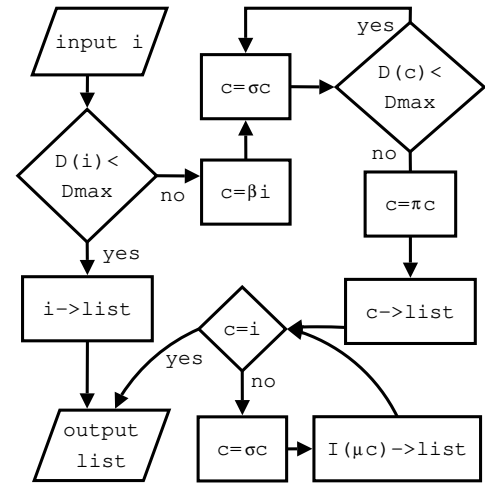 input i
D(i)<
Dmax
yes
no
i->list
output
list
c=βi
c=σc
D(c)<
Dmax
yes
no
c=πc
c->list
c=i
yes
no
c=σc
I(μc)->list